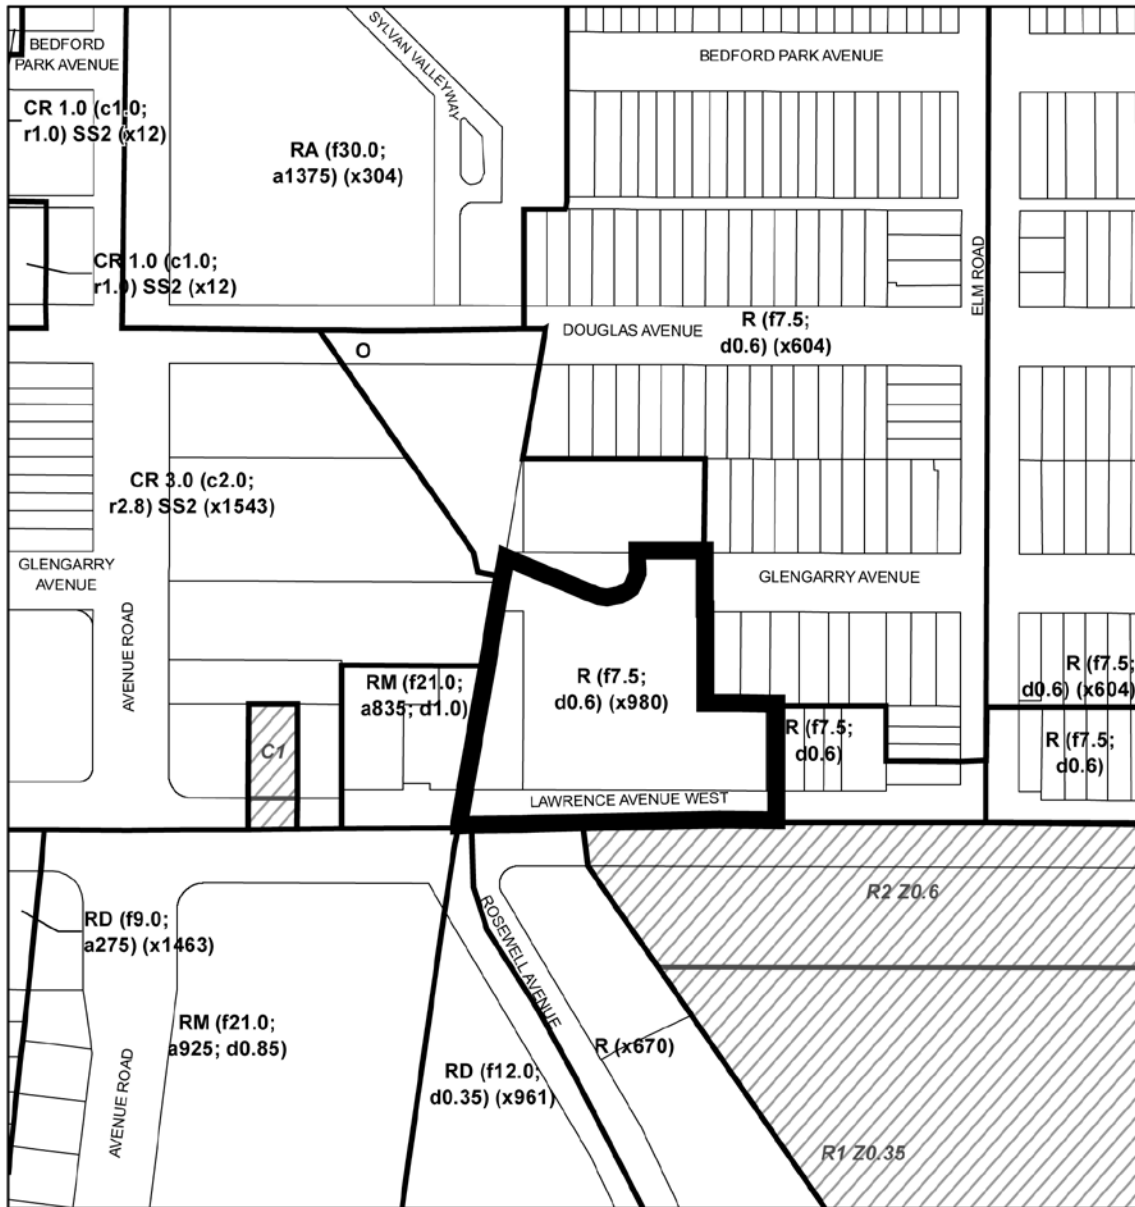 SYLVAN VALLEYWAY
BEDFORD
PARK AVENUE
BEDFORD PARK AVENUE
CR 1.0 (c1.0;
r1.0) SS2 (x12)
RA (f30.0;
a1375) (x304)
CR 1.0 (c1.0;
r1.0) SS2 (x12)
ELM ROAD
DOUGLAS AVENUE
R (f7.5;
d0.6) (x604)
O
CR 3.0 (c2.0;
r2.8) SS2 (x1543)
GLENGARRY
AVENUE
GLENGARRY AVENUE
AVENUE ROAD
RM (f21.0;
a835; d1.0)
R (f7.5;
d0.6) (x980)
R (f7.5;
d0.6) (x604)
C1
R (f7.5;
d0.6)
R (f7.5;
d0.6)
LAWRENCE AVENUE WEST
R2 Z0.6
RD (f9.0;
a275) (x1463)
ROSEWELL AVENUE
RM (f21.0;
a925; d0.85)
R (x670)
RD (f12.0;
d0.35) (x961)
AVENUE ROAD
R1 Z0.35